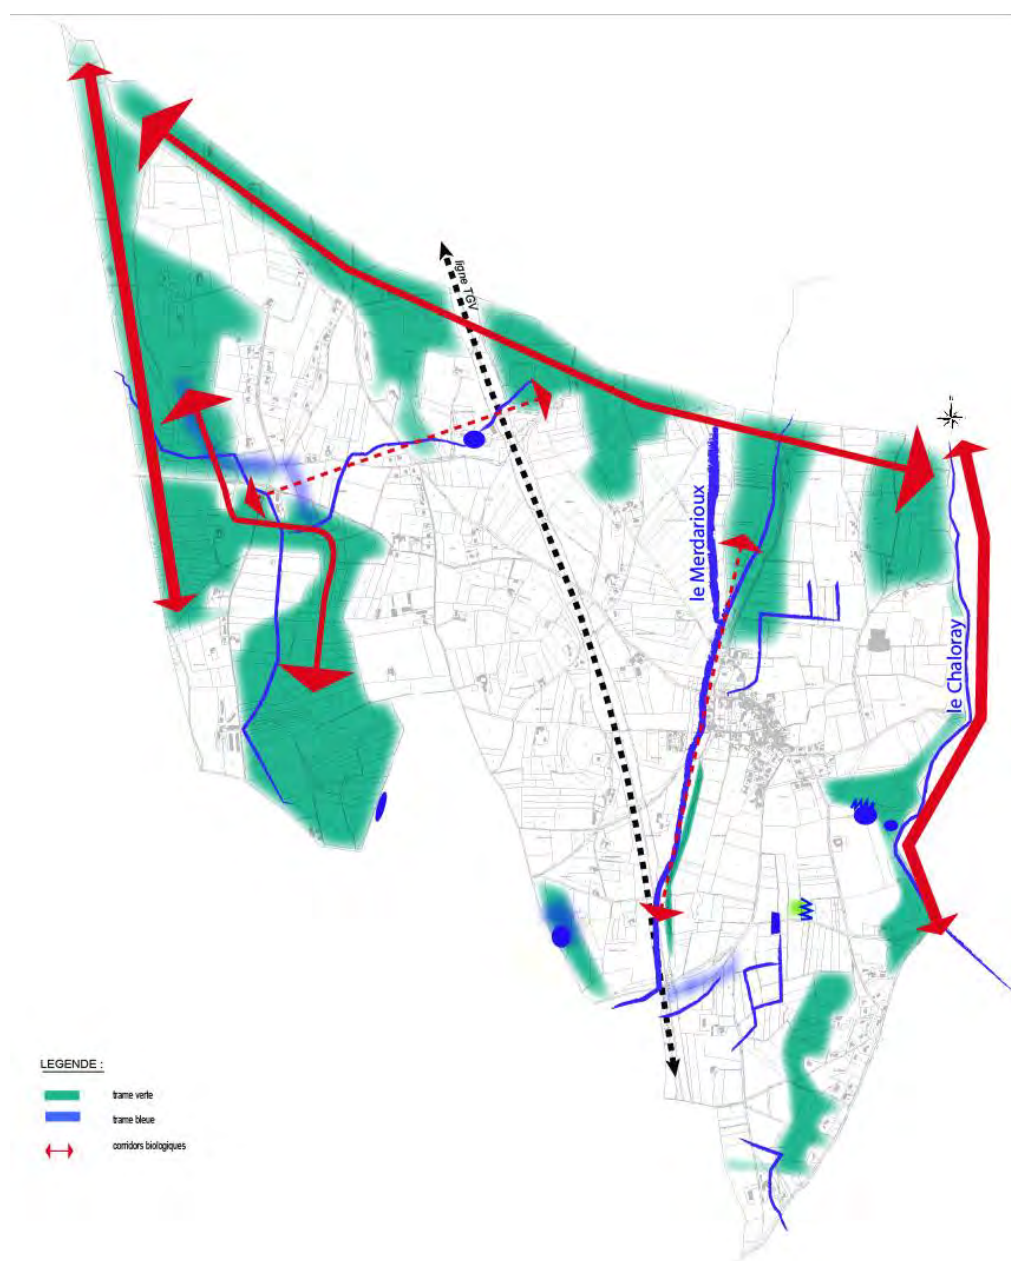 ligne TGV
le Merdarioux
le Chaloray
LEGENDE :
trame verte
trame bleue
corridors biologiques